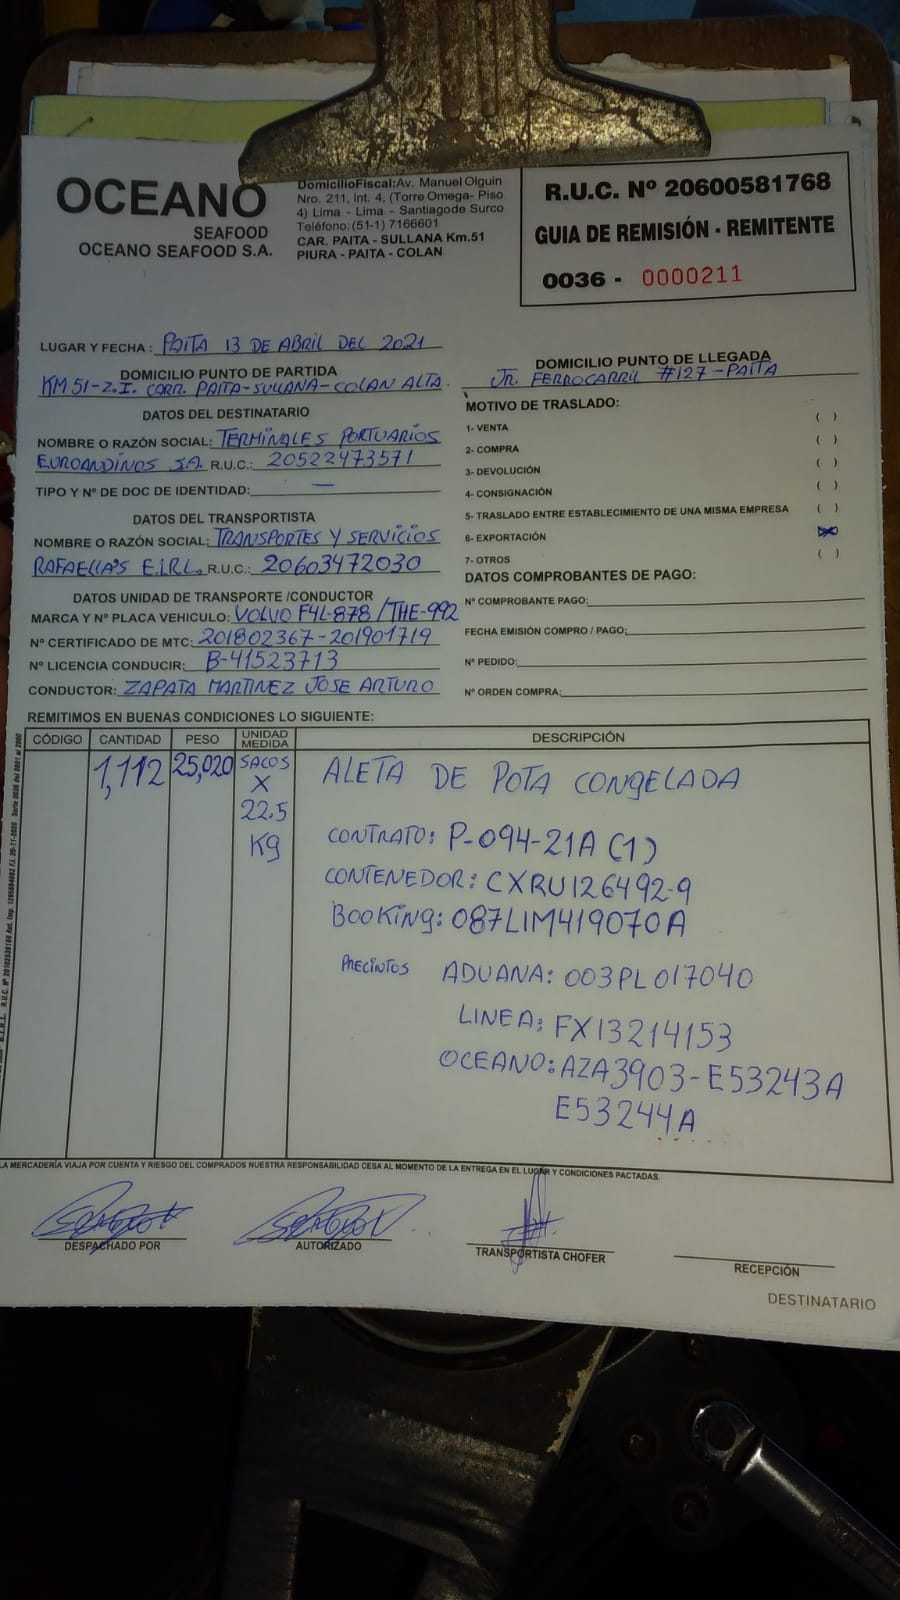 OCEANO
SEAFOOD
OCEANO SEAFOOD S.A.
DomicilioFiscal;Av. Manuel Olguin
Nro. 211, Int. 4, (Torre Omega- Piso
4) Lima - Lima - Santiagode Surco
Teléfono:(51-1) 7166601
CAR. PAITA - SULLANA Km.51
PIURA - PAITA - COLAN
R.U.C. Nº 20600581768
GUIA DE REMISIÓN - REMITENTE
0036 - 0000211
LUGAR Y FECHA : PAITA 13 DE ABRIL DEL 2021
DOMICILIO PUNTO DE PARTIDA
KM 51-Z.I. CARR. PAITA-SULLANA-COLAN ALTA.
DOMICILIO PUNTO DE LLEGADA
JR. FERROCARRIL #127-PAITA
DATOS DEL DESTINATARIO
NOMBRE O RAZÓN SOCIAL: TERMINALES PORTUARIOS
EUROANDINOS S.A. R.U.C.: 20522473571
TIPO Y Nº DE DOC DE IDENTIDAD: —
DATOS DEL TRANSPORTISTA
NOMBRE O RAZÓN SOCIAL: TRANSPORTES Y SERVICIOS
RAFAELLA'S E.I.R.L. R.U.C.: 20603472030
DATOS UNIDAD DE TRANSPORTE /CONDUCTOR
MARCA Y Nº PLACA VEHICULO: VOLVO F4L-878 / THE-992
Nº CERTIFICADO DE MTC: 201802367-201901719
Nº LICENCIA CONDUCIR: B-41523713
CONDUCTOR: ZAPATA MARTINEZ JOSE ARTURO
MOTIVO DE TRASLADO:
1- VENTA ( )
2- COMPRA ( )
3- DEVOLUCIÓN ( )
4- CONSIGNACIÓN ( )
5- TRASLADO ENTRE ESTABLECIMIENTO DE UNA MISMA EMPRESA ( )
6- EXPORTACIÓN (X)
7- OTROS ( )
DATOS COMPROBANTES DE PAGO:
Nº COMPROBANTE PAGO:
FECHA EMISIÓN COMPRO / PAGO:
Nº PEDIDO:
Nº ORDEN COMPRA:
REMITIMOS EN BUENAS CONDICIONES LO SIGUIENTE:
CÓDIGO CANTIDAD PESO UNIDAD MEDIDA DESCRIPCIÓN
1,112 25,020 SACOS ALETA DE POTA CONGELADA
X
22.5
Kg
CONTRATO: P-094-21A (1)
CONTENEDOR: CXRU126492-9
BOOKING: 087LIM419070A
PRECINTOS ADUANA: 003PL017040
LINEA: FX13214153
OCEANO: AZA3903-E53243A
E53244A
LA MERCADERÍA VIAJA POR CUENTA Y RIESGO DEL COMPRADOS NUESTRA RESPONSABILIDAD CESA AL MOMENTO DE LA ENTREGA EN EL LUGAR Y CONDICIONES PACTADAS.
DESPACHADO POR
AUTORIZADO
TRANSPORTISTA CHOFER
RECEPCIÓN
DESTINATARIO